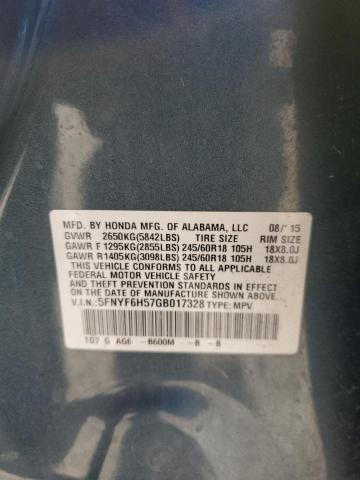 MFD. BY HONDA MFG. OF ALABAMA, LLC 08/'15
GVWR 2650KG(5842LBS) TIRE SIZE RIM SIZE
GAWR F 1295KG(2855LBS) 245/60R18 105H 18X8.0J
GAWR R 1405KG(3098LBS) 245/60R18 105H 18X8.0J
THIS VEHICLE CONFORMS TO ALL APPLICABLE
FEDERAL MOTOR VEHICLE SAFETY
AND THEFT PREVENTION STANDARDS IN EFFECT
ON THE DATE OF MANUFACTURE SHOWN ABOVE.
V.I.N.:5FNYF6H57GB017328 TYPE: MPV
TG7 G AG6 -B600M -B -B